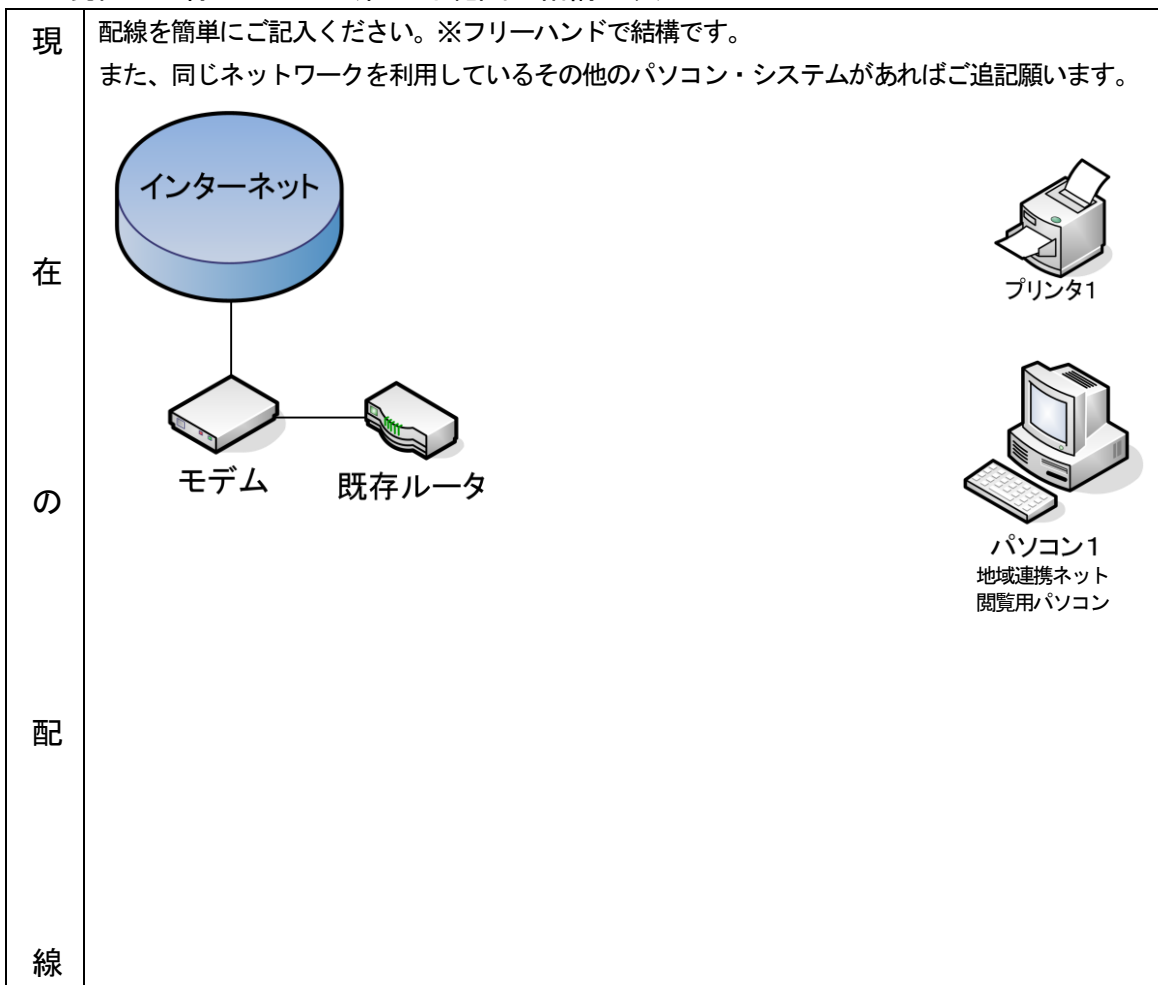 現在の配線
配線を簡単にご記入ください。※フリーハンドで結構です。
また、同じネットワークを利用しているその他のパソコン・システムがあればご追記願います。
インターネット
プリンタ1
モデム
既存ルータ
パソコン1
地域連携ネット
閲覧用パソコン